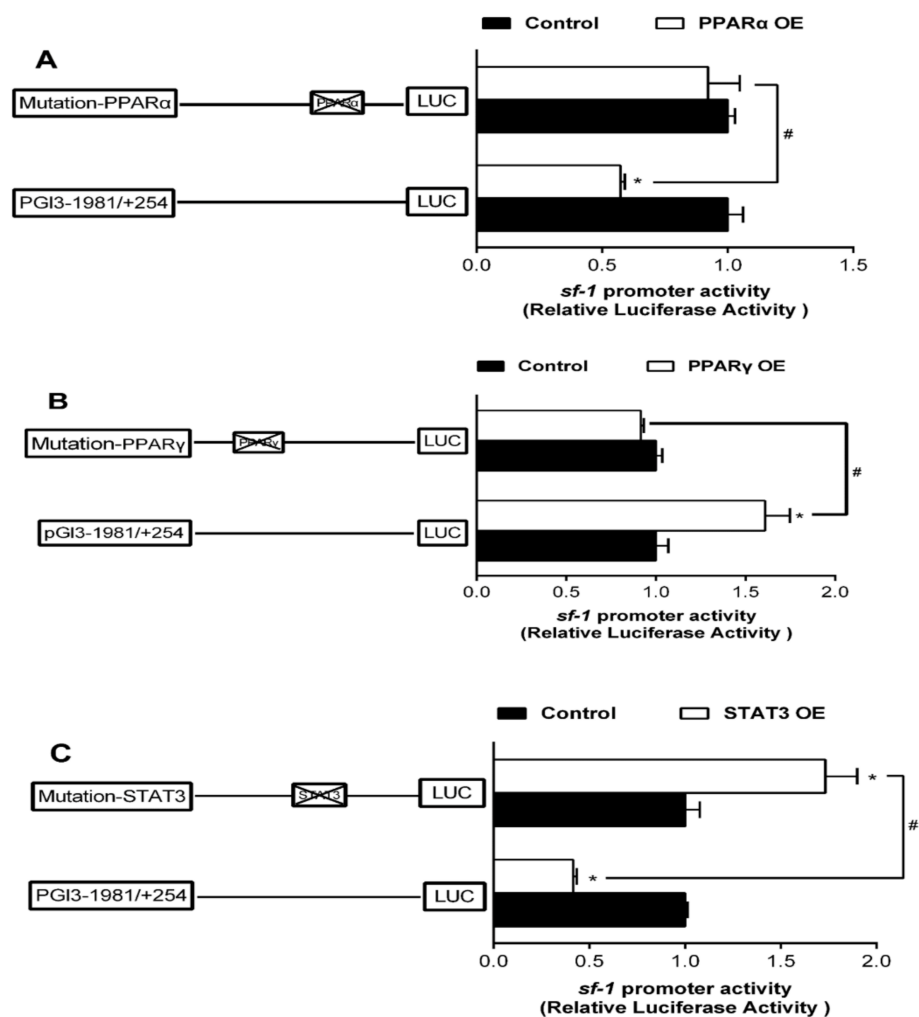 Control PPARα OE
A
Mutation-PPARα PPARα LUC
#
*
PGI3-1981/+254 LUC
0.0 0.5 1.0 1.5
sf-1 promoter activity
(Relative Luciferase Activity )
Control PPARγ OE
B
Mutation-PPARγ PPARγ LUC
#
*
pGI3-1981/+254 LUC
0.0 0.5 1.0 1.5 2.0
sf-1 promoter activity
(Relative Luciferase Activity )
Control STAT3 OE
C
*
Mutation-STAT3 STAT3 LUC
#
*
PGI3-1981/+254 LUC
0.0 0.5 1.0 1.5 2.0
sf-1 promoter activity
(Relative Luciferase Activity )